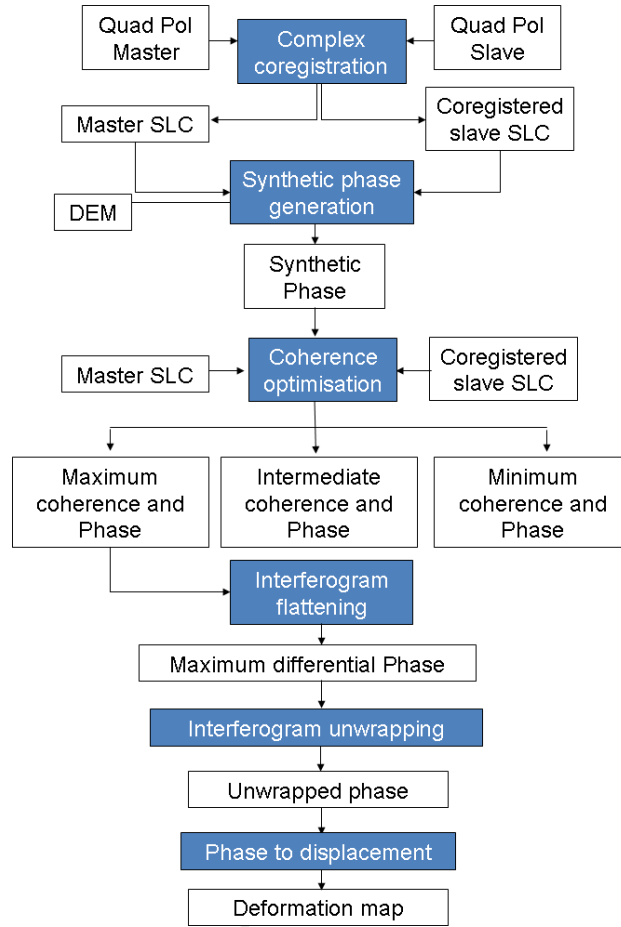 Quad Pol
Master
Complex
coregistration
Quad Pol
Slave
Master SLC
Coregistered
slave SLC
Synthetic phase
generation
DEM
Synthetic
Phase
Master SLC
Coherence
optimisation
Coregistered
slave SLC
Maximum
coherence and
Phase
Intermediate
coherence and
Phase
Minimum
coherence and
Phase
Interferogram
flattening
Maximum differential Phase
Interferogram unwrapping
Unwrapped phase
Phase to displacement
Deformation map